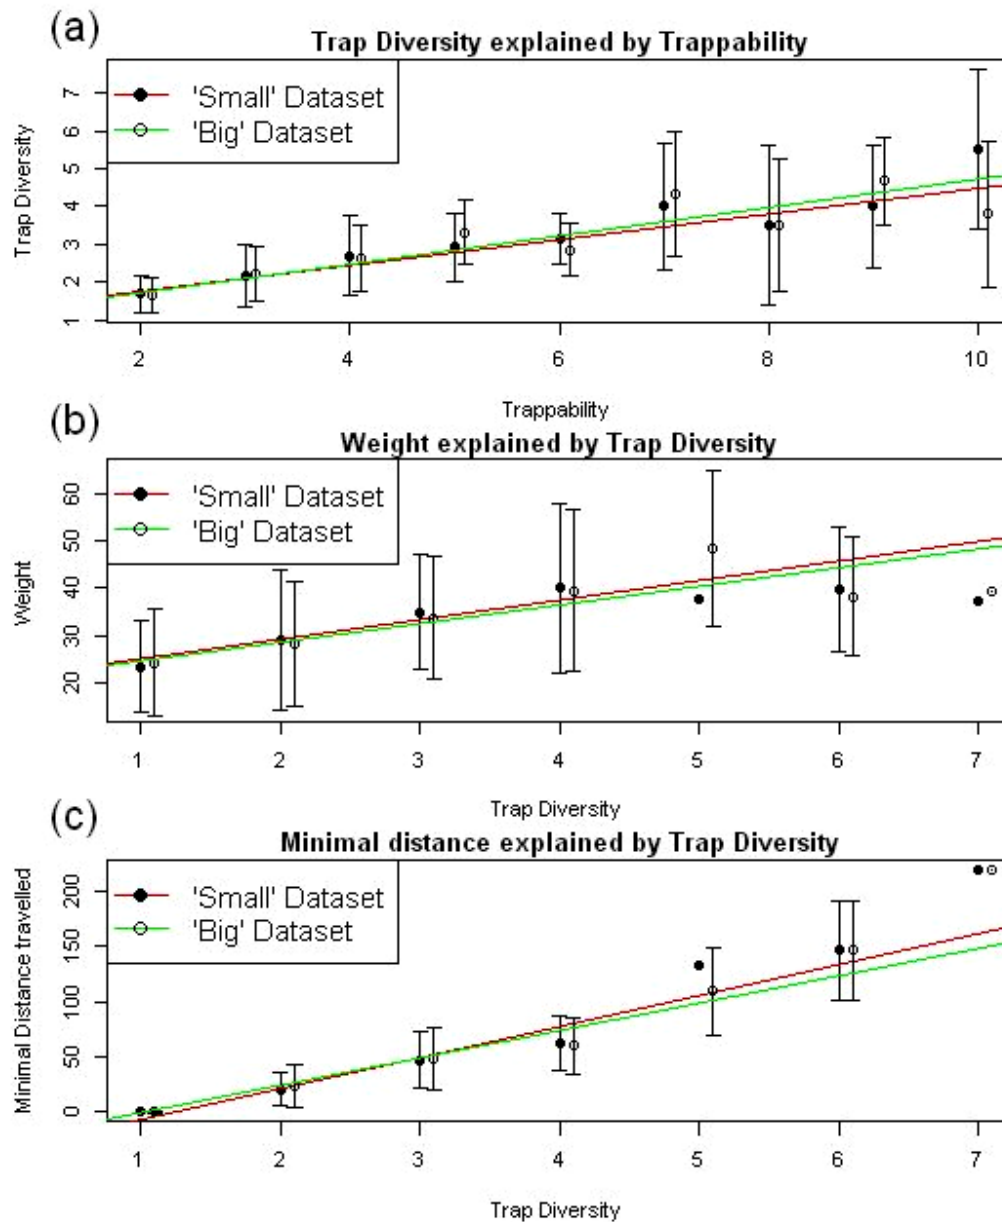 (a)
Trap Diversity explained by Trappability
'Small' Dataset
'Big' Dataset
Trap Diversity
7
6
5
4
3
2
1
2 4 6 8 10
Trappability
(b)
Weight explained by Trap Diversity
'Small' Dataset
'Big' Dataset
Weight
60
50
40
30
20
1 2 3 4 5 6 7
Trap Diversity
(c)
Minimal distance explained by Trap Diversity
'Small' Dataset
'Big' Dataset
Minimal Distance travelled
200
150
100
50
0
1 2 3 4 5 6 7
Trap Diversity